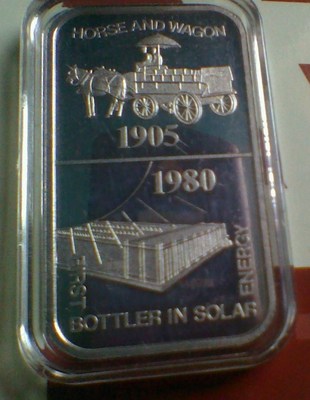 HORSE AND WAGON
1905
1980
FIRST
BOTTLER IN SOLAR
ENERGY